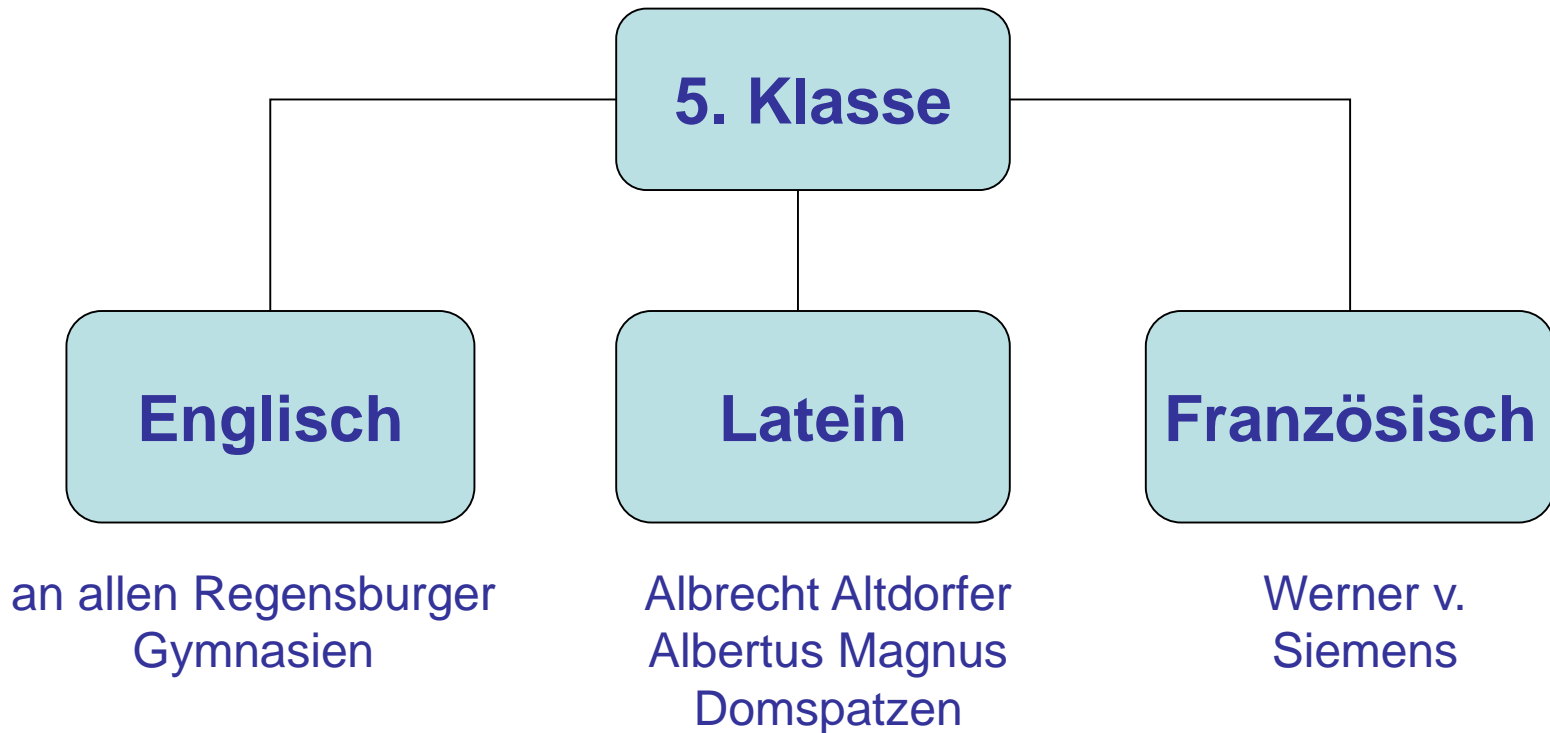 5. Klasse
Englisch
Latein
Französisch
an allen Regensburger
Gymnasien
Albrecht Altdorfer
Albertus Magnus
Domspatzen
Werner v.
Siemens